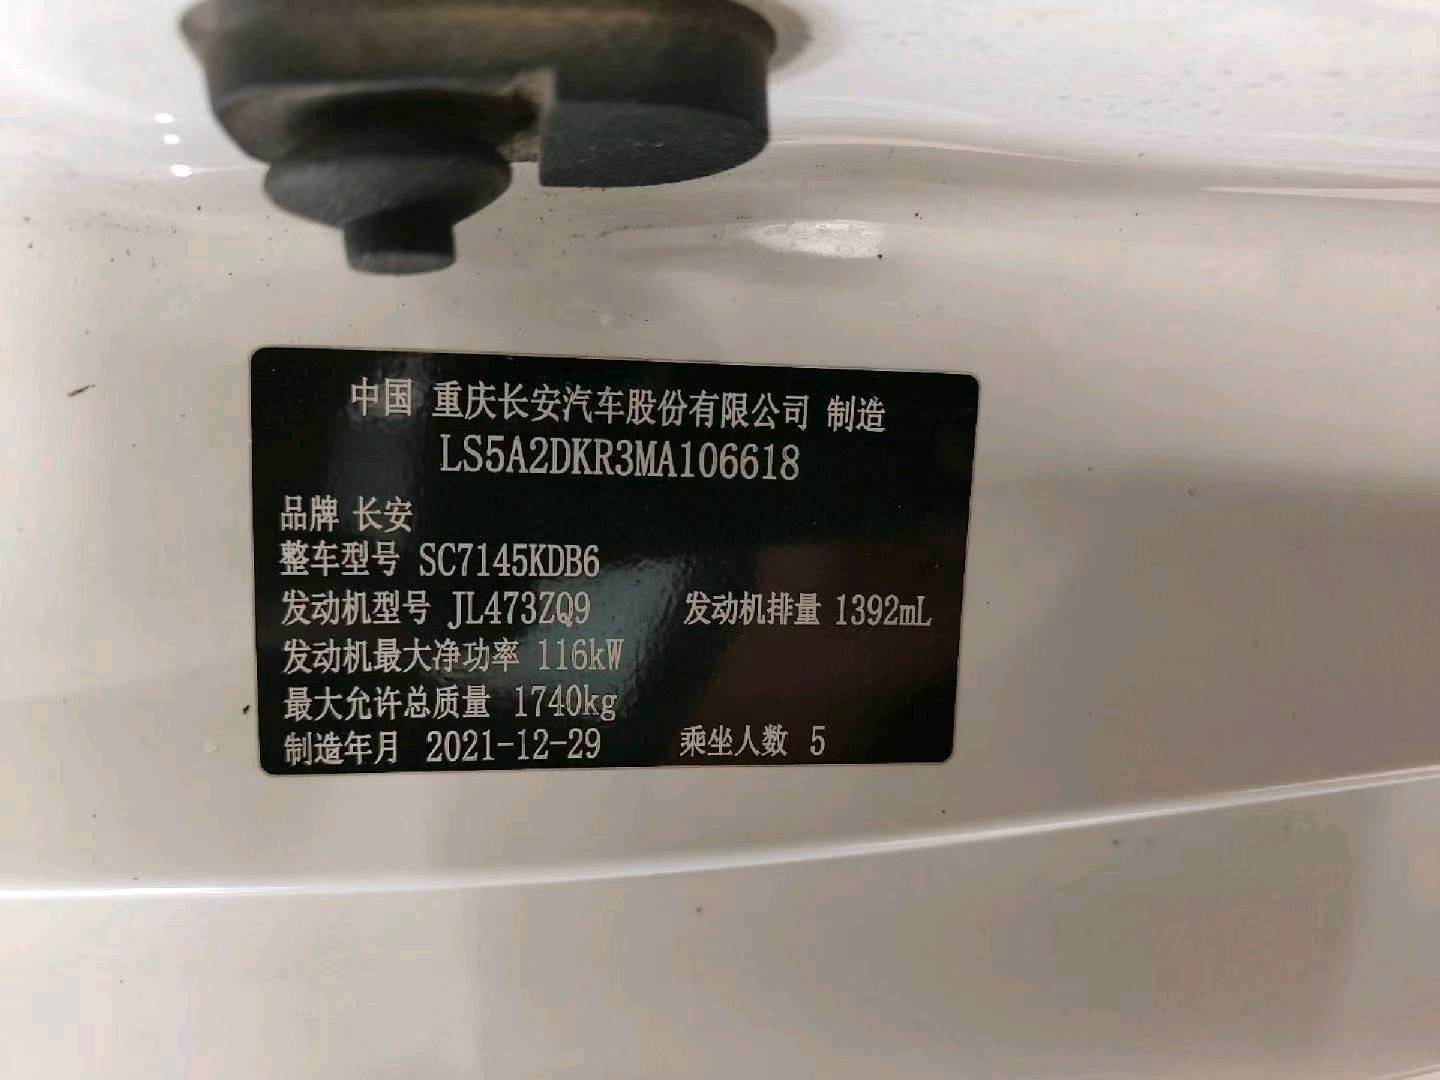 中国 重庆长安汽车股份有限公司 制造
LS5A2DKR3MA106618
品牌 长安
整车型号 SC7145KDB6
发动机型号 JL473ZQ9 发动机排量 1392mL
发动机最大净功率 116kW
最大允许总质量 1740kg
制造年月 2021-12-29 乘坐人数 5